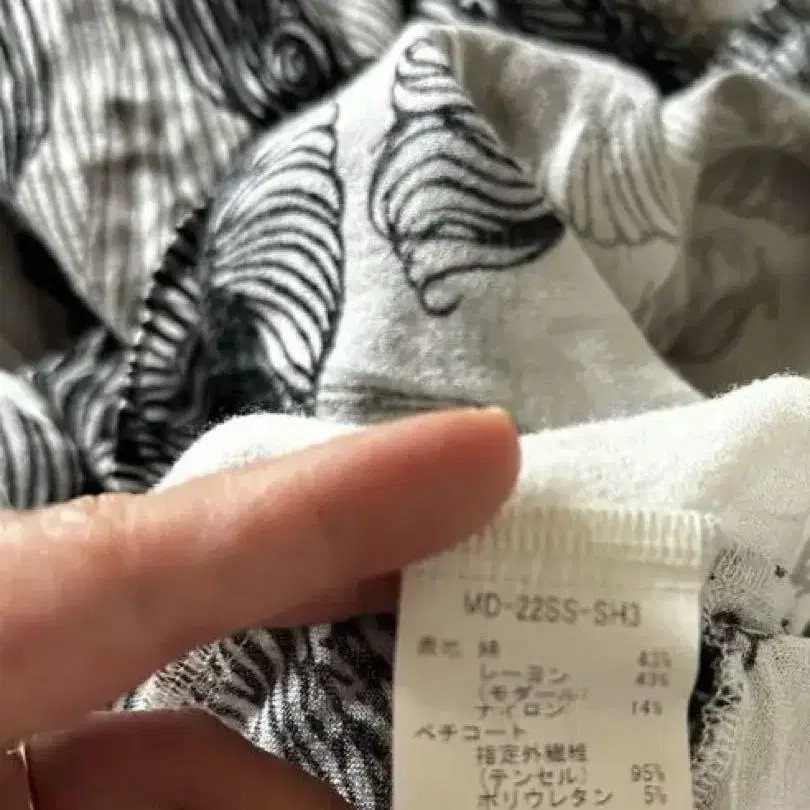 MD-22SS-SH3
表地 綿 43%
レーヨン 43%
(モダール)
ナイロン 14%
ペチコート
指定外繊維
(テンセル) 95%
ポリウレタン 5%